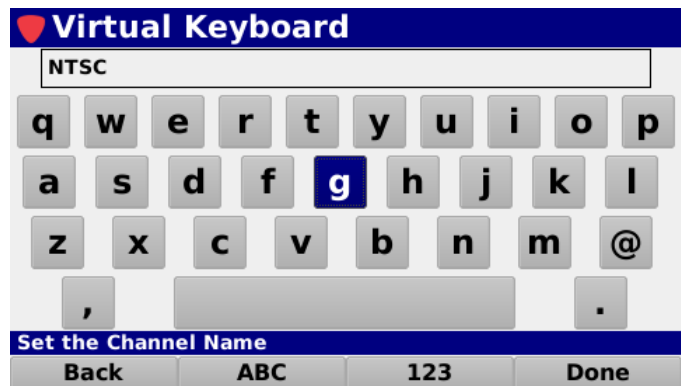 Virtual Keyboard
NTSC
q w e r t y u i o p
a s d f g h j k l
z x c v b n m @
, .
Set the Channel Name
Back ABC 123 Done